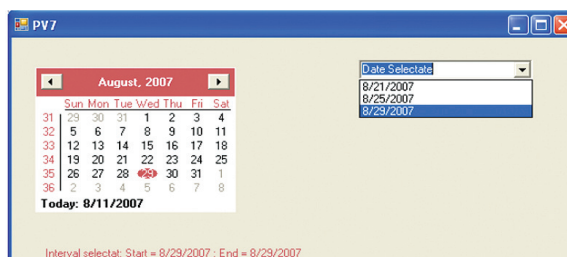 PV7
August, 2007
Sun Mon Tue Wed Thu Fri Sat
31 29 30 31 1 2 3 4
32 5 6 7 8 9 10 11
33 12 13 14 15 16 17 18
34 19 20 21 22 23 24 25
35 26 27 28 29 30 31 1
36 2 3 4 5 6 7 8
Today: 8/11/2007
Date Selectate
8/21/2007
8/25/2007
8/29/2007
Interval selectat: Start = 8/29/2007 : End = 8/29/2007